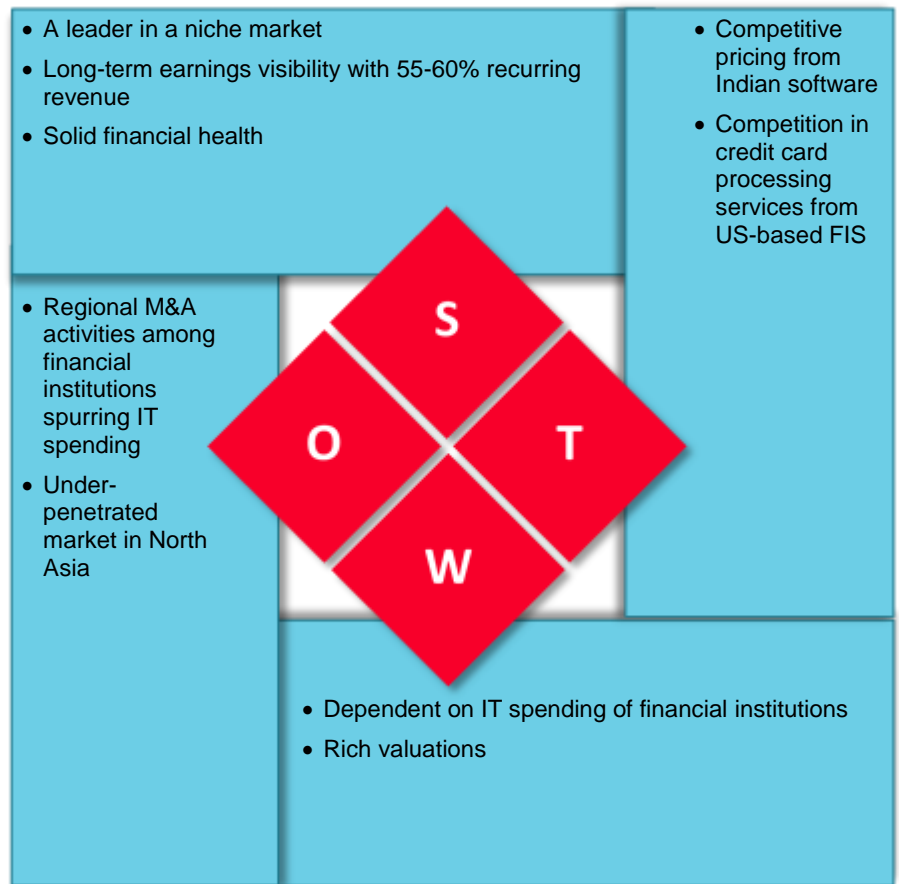 • A leader in a niche market
• Long-term earnings visibility with 55-60% recurring
revenue
• Solid financial health
• Competitive
pricing from
Indian software
• Competition in
credit card
processing
services from
US-based FIS
• Regional M&A
activities among
financial
institutions
spurring IT
spending
• Under-
penetrated
market in North
Asia
S
O
T
W
• Dependent on IT spending of financial institutions
• Rich valuations